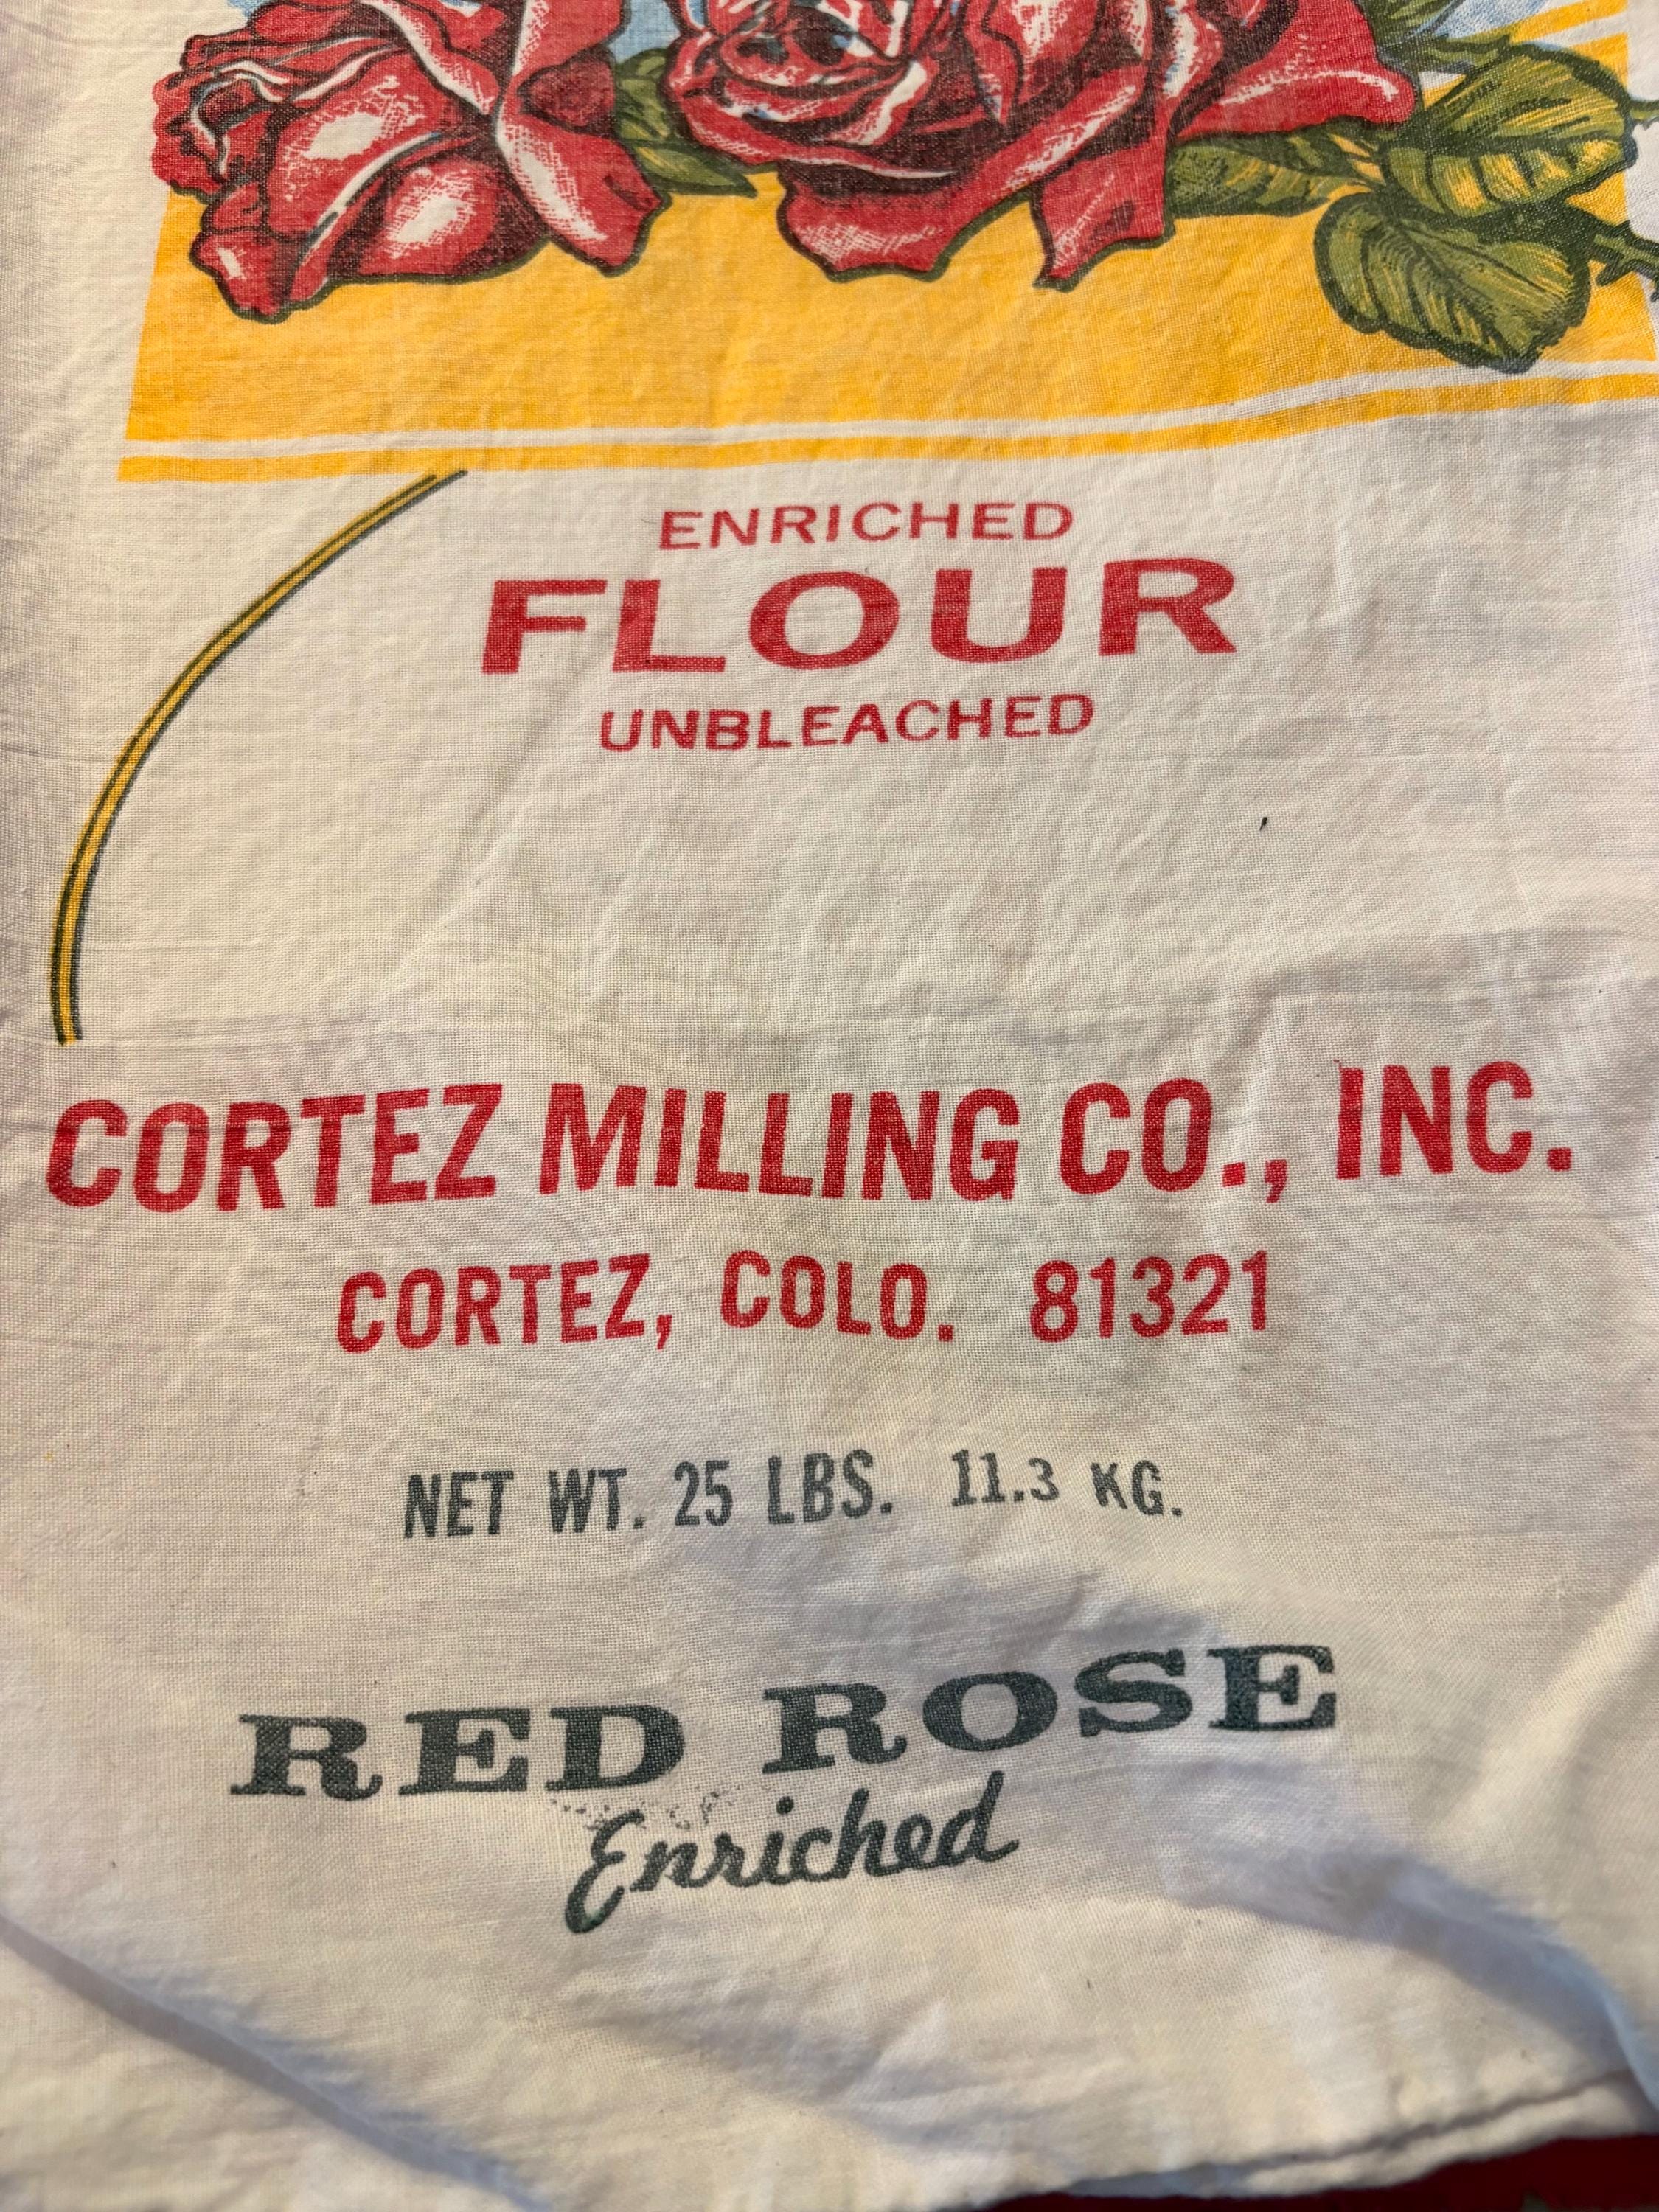 ENRICHED
FLOUR
UNBLEACHED
CORTEZ MILLING CO., INC.
CORTEZ, COLO. 81321
NET WT. 25 LBS. 11.3 KG.
RED ROSE
Enriched